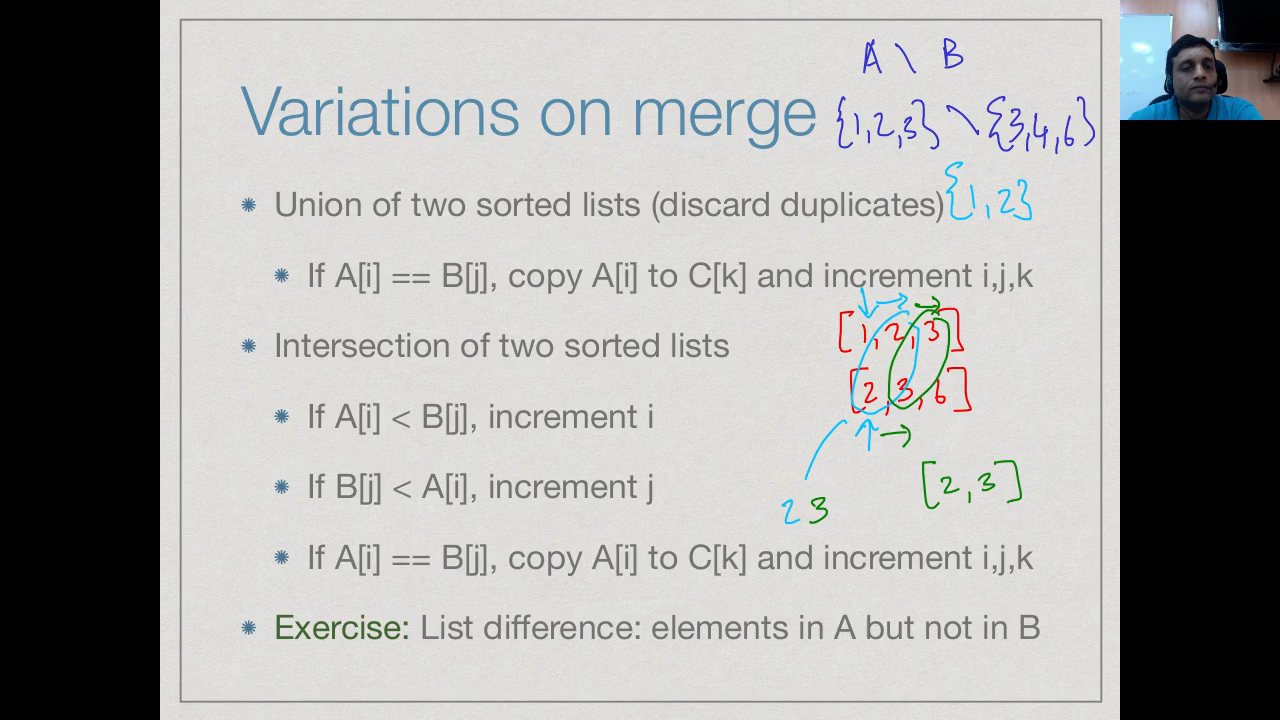 A \ B
Variations on merge {1,2,3} \ {3,4,6}
Union of two sorted lists (discard duplicates) {1,2}
If A[i] == B[j], copy A[i] to C[k] and increment i,j,k
[1,2,3]
Intersection of two sorted lists
[2,3,6]
If A[i] < B[j], increment i
If B[j] < A[i], increment j
[2,3]
2 3
If A[i] == B[j], copy A[i] to C[k] and increment i,j,k
Exercise: List difference: elements in A but not in B